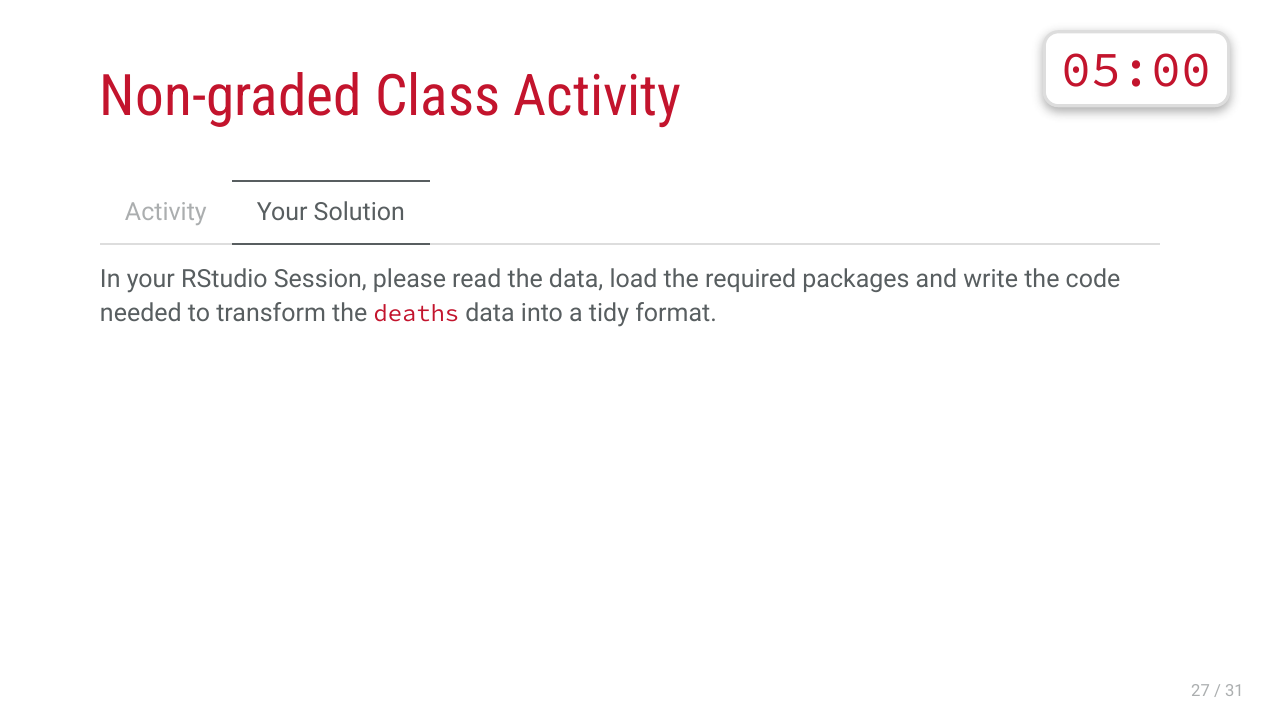 05:00
Non-graded Class Activity
Activity
Your Solution
In your RStudio Session, please read the data, load the required packages and write the code
needed to transform the deaths data into a tidy format.
27 / 31